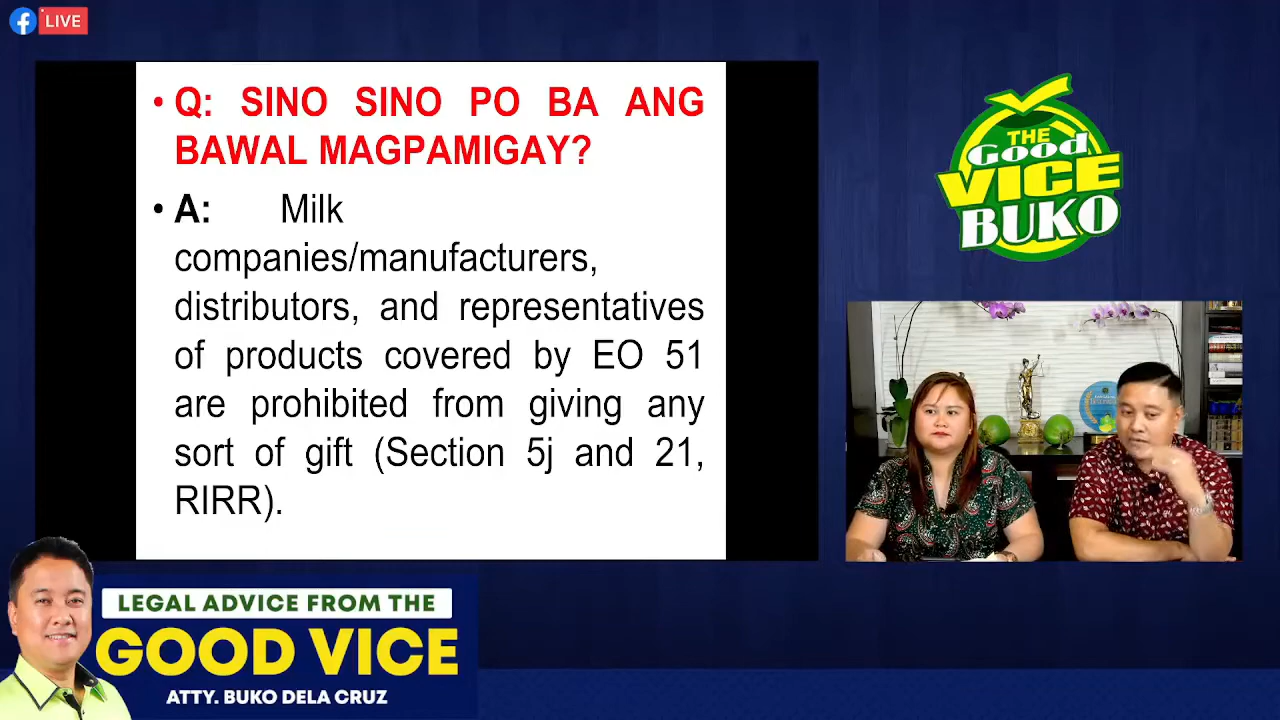 LIVE
• Q: SINO SINO PO BA ANG
BAWAL MAGPAMIGAY?
• A: Milk
companies/manufacturers,
distributors, and representatives
of products covered by EO 51
are prohibited from giving any
sort of gift (Section 5j and 21,
RIRR).
THE
Good
VICE
BUKO
LEGAL ADVICE FROM THE
GOOD VICE
ATTY. BUKO DELA CRUZ